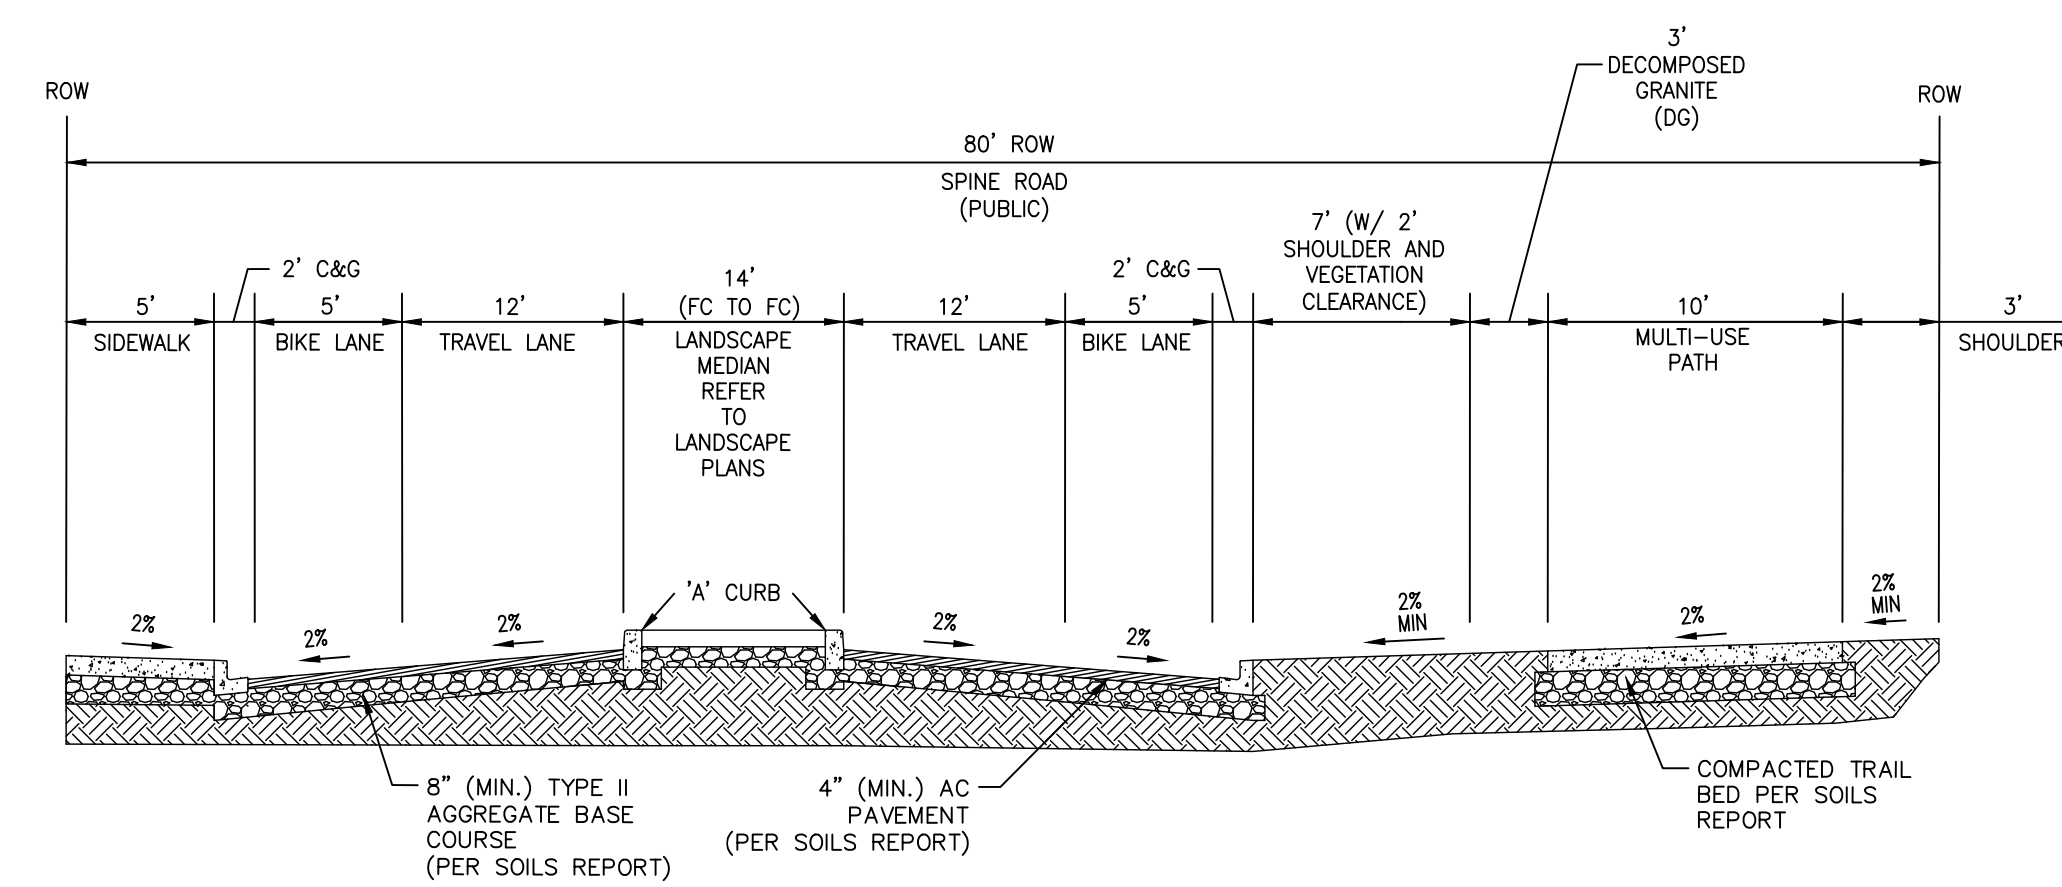 ROW
3'
DECOMPOSED
GRANITE
(DG)
ROW
80' ROW
SPINE ROAD
(PUBLIC)
5'
SIDEWALK
2' C&G
5'
BIKE LANE
12'
TRAVEL LANE
14'
(FC TO FC)
LANDSCAPE
MEDIAN
REFER
TO
LANDSCAPE
PLANS
12'
TRAVEL LANE
2' C&G
5'
BIKE LANE
7' (W/ 2'
SHOULDER AND
VEGETATION
CLEARANCE)
10'
MULTI-USE
PATH
3'
SHOULDER
2%
2%
2%
'A' CURB
2%
2%
2%
MIN
2%
2%
MIN
8" (MIN.) TYPE II
AGGREGATE BASE
COURSE
(PER SOILS REPORT)
4" (MIN.) AC
PAVEMENT
(PER SOILS REPORT)
COMPACTED TRAIL
BED PER SOILS
REPORT